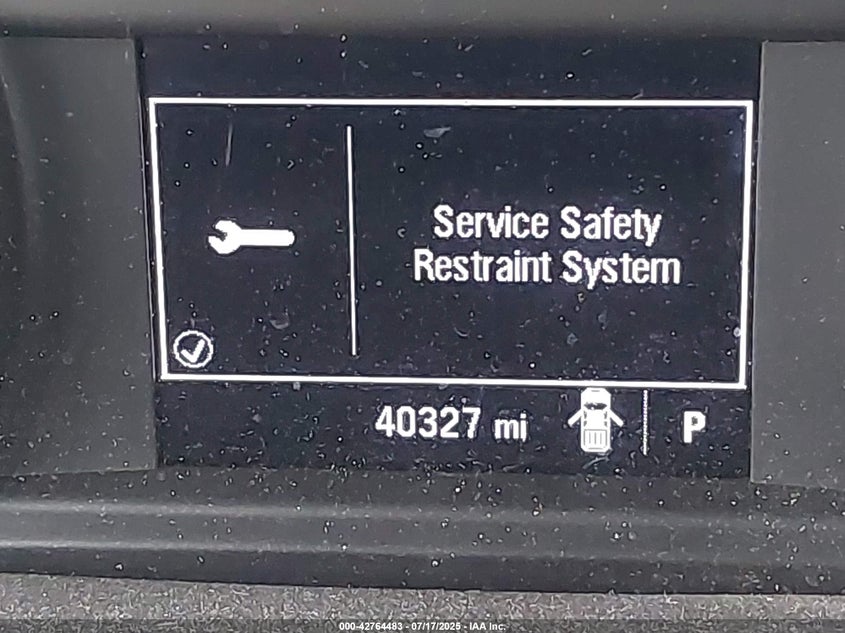 Service Safety
Restraint System
40327 mi
P
000-42764483 - 07/17/2025 - IAA Inc.